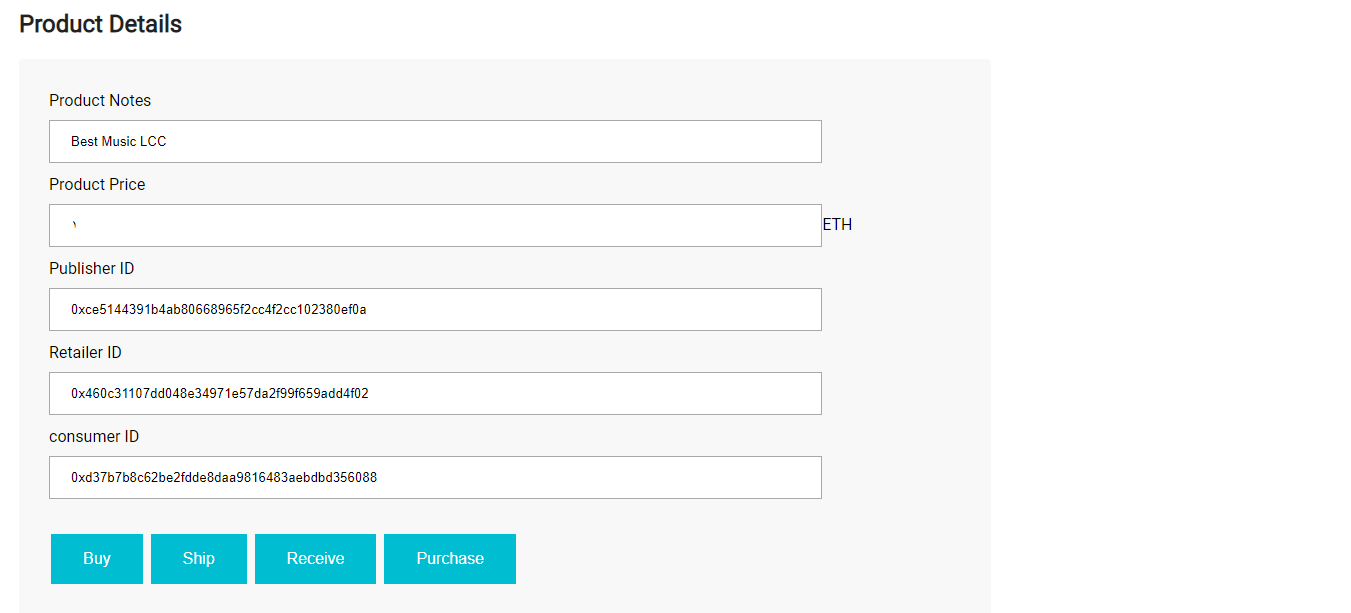 Product Details
Product Notes
Best Music LCC
Product Price
ETH
Publisher ID
0xce5144391b4ab80668965f2cc4f2cc102380ef0a
Retailer ID
0x460c31107dd048e34971e57da2f99f659add4f02
consumer ID
0xd37b7b8c62be2fdde8daa9816483aebdbd356088
Buy Ship Receive Purchase